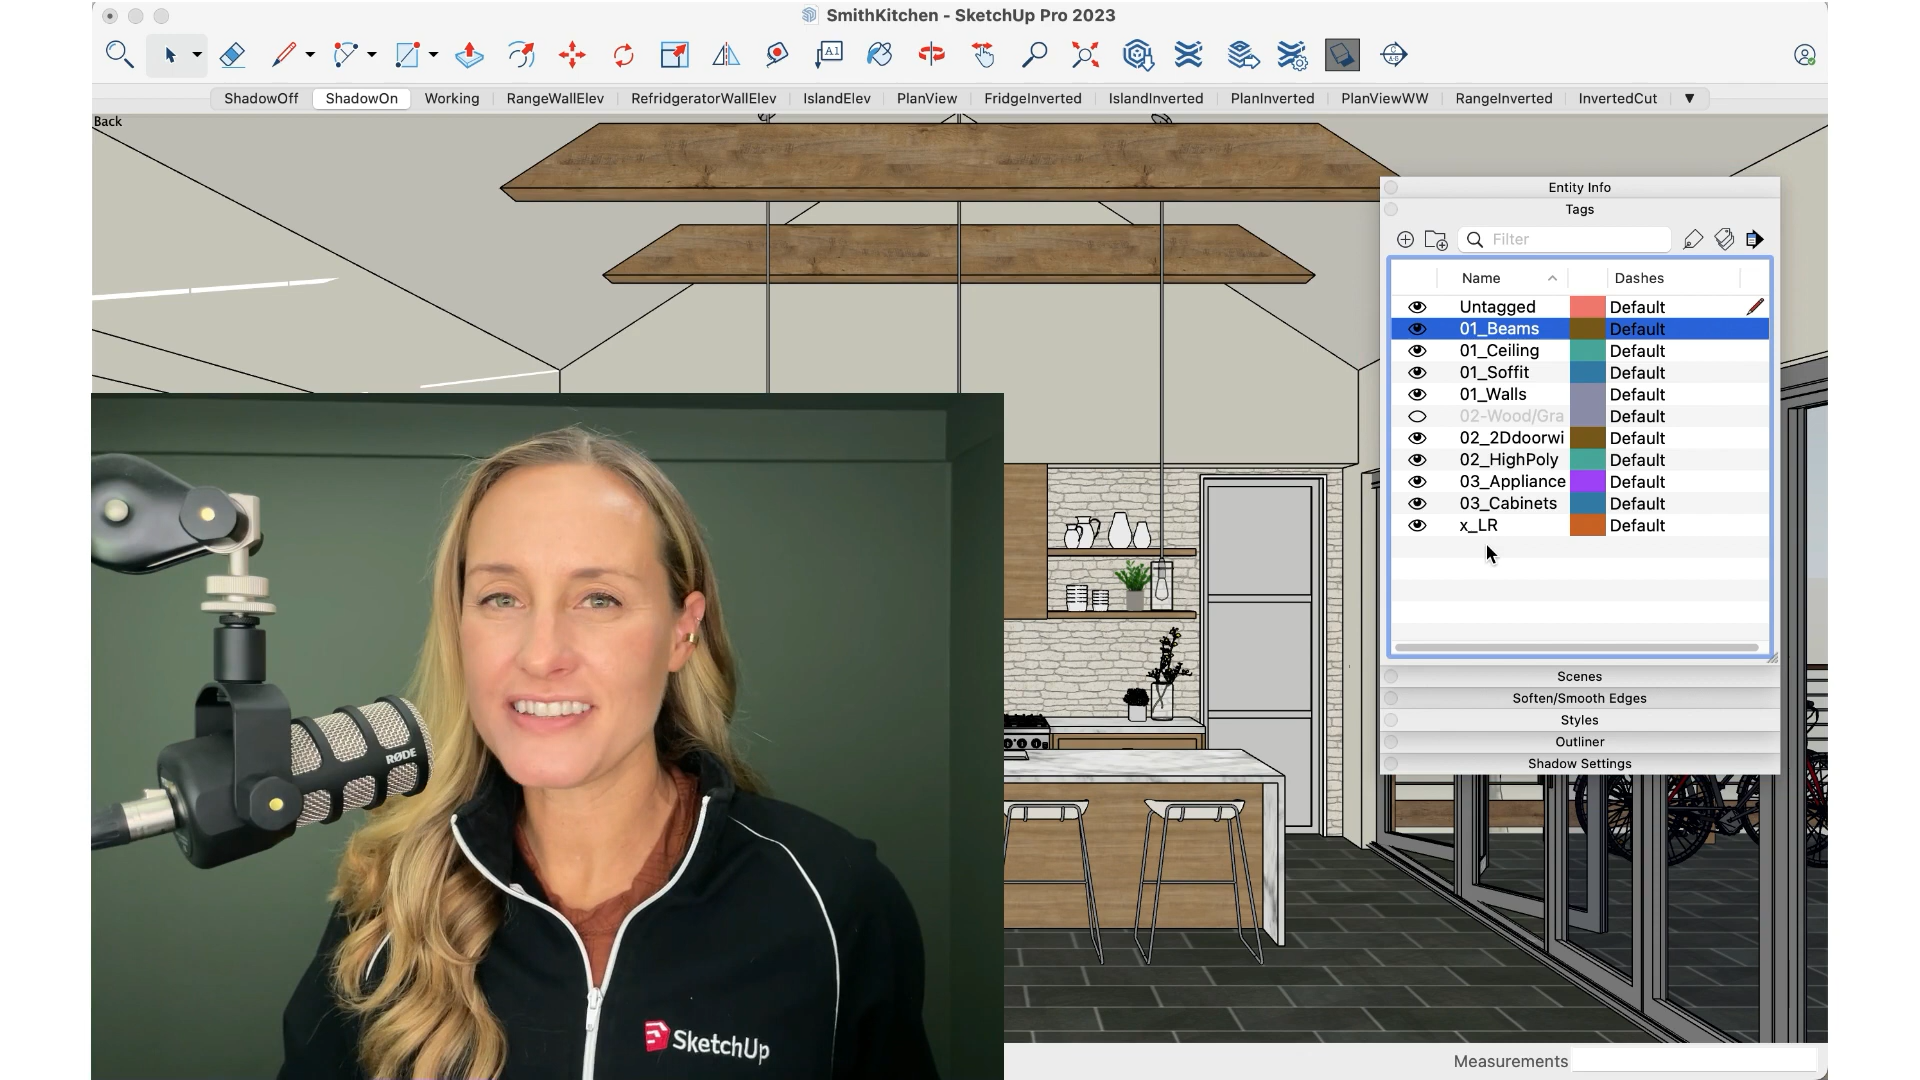 SmithKitchen - SketchUp Pro 2023
A1
ShadowOff ShadowOn Working RangeWallElev RefridgeratorWallElev IslandElev PlanView FridgeInverted IslandInverted PlanInverted PlanViewWW RangeInverted InvertedCut
Back
Entity Info
Tags
Filter
Name Dashes
Untagged Default
01_Beams Default
01_Ceiling Default
01_Soffit Default
01_Walls Default
02-Wood/Gra Default
02_2Ddoorwi Default
02_HighPoly Default
03_Appliance Default
03_Cabinets Default
x_LR Default
Scenes
Soften/Smooth Edges
Styles
Outliner
Shadow Settings
RØDE
SketchUp
Measurements